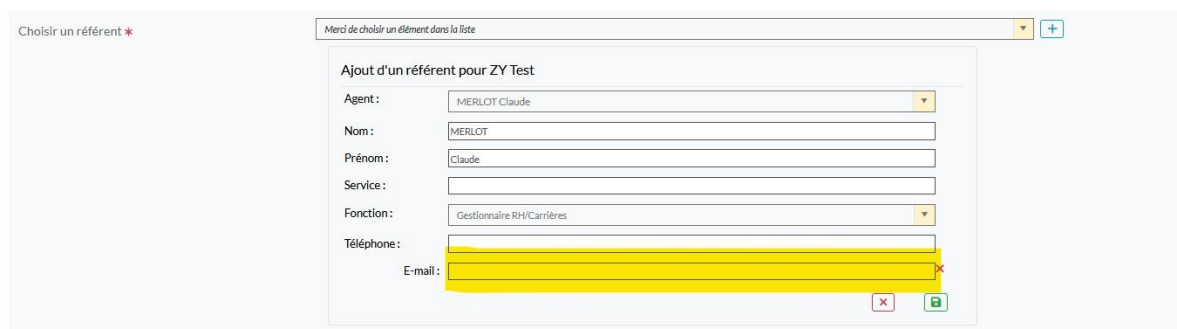 Choisir un référent * Merci de choisir un élément dans la liste
Ajout d'un référent pour ZY Test
Agent : MERLOT Claude
Nom : MERLOT
Prénom : Claude
Service :
Fonction : Gestionnaire RH/Carrières
Téléphone :
E-mail :